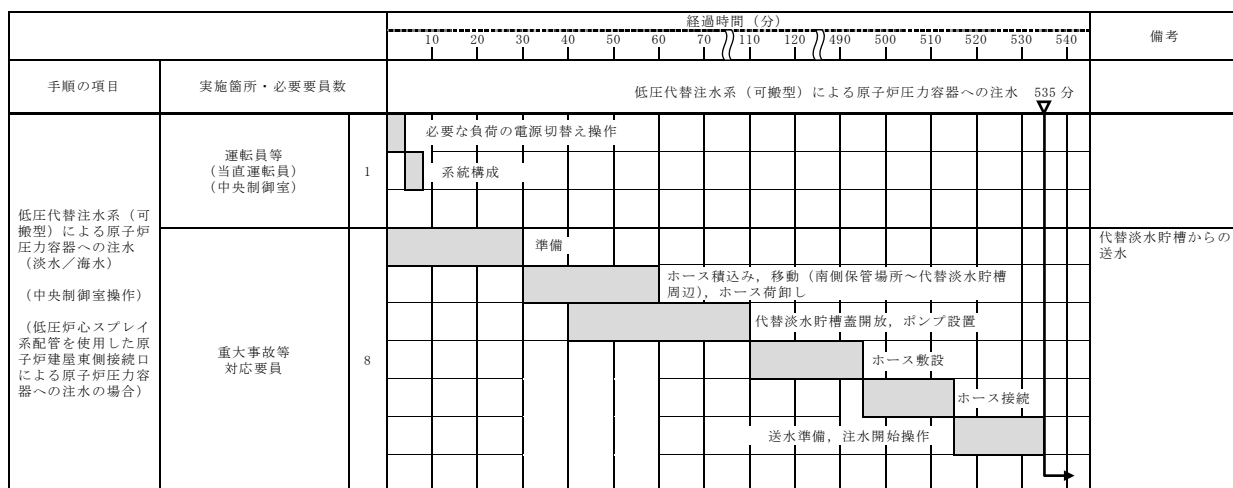 経過時間（分）
備考
10 20 30 40 50 60 70 110 120 490 500 510 520 530 540
手順の項目
実施箇所・必要要員数
低圧代替注水系（可搬型）による原子炉圧力容器への注水 535 分
低圧代替注水系（可
搬型）による原子炉
圧力容器への注水
（淡水／海水）
（中央制御室操作）
（低圧炉心スプレイ
系配管を使用した原
子炉建屋東側接続口
による原子炉圧力容
器への注水の場合）
運転員等
（当直運転員）
（中央制御室）
1
必要な負荷の電源切替え操作
系統構成
重大事故等
対応要員
8
準備
ホース積込み，移動（南側保管場所～代替淡水貯槽
周辺），ホース荷卸し
代替淡水貯槽蓋開放，ポンプ設置
ホース敷設
ホース接続
送水準備，注水開始操作
代替淡水貯槽からの
送水